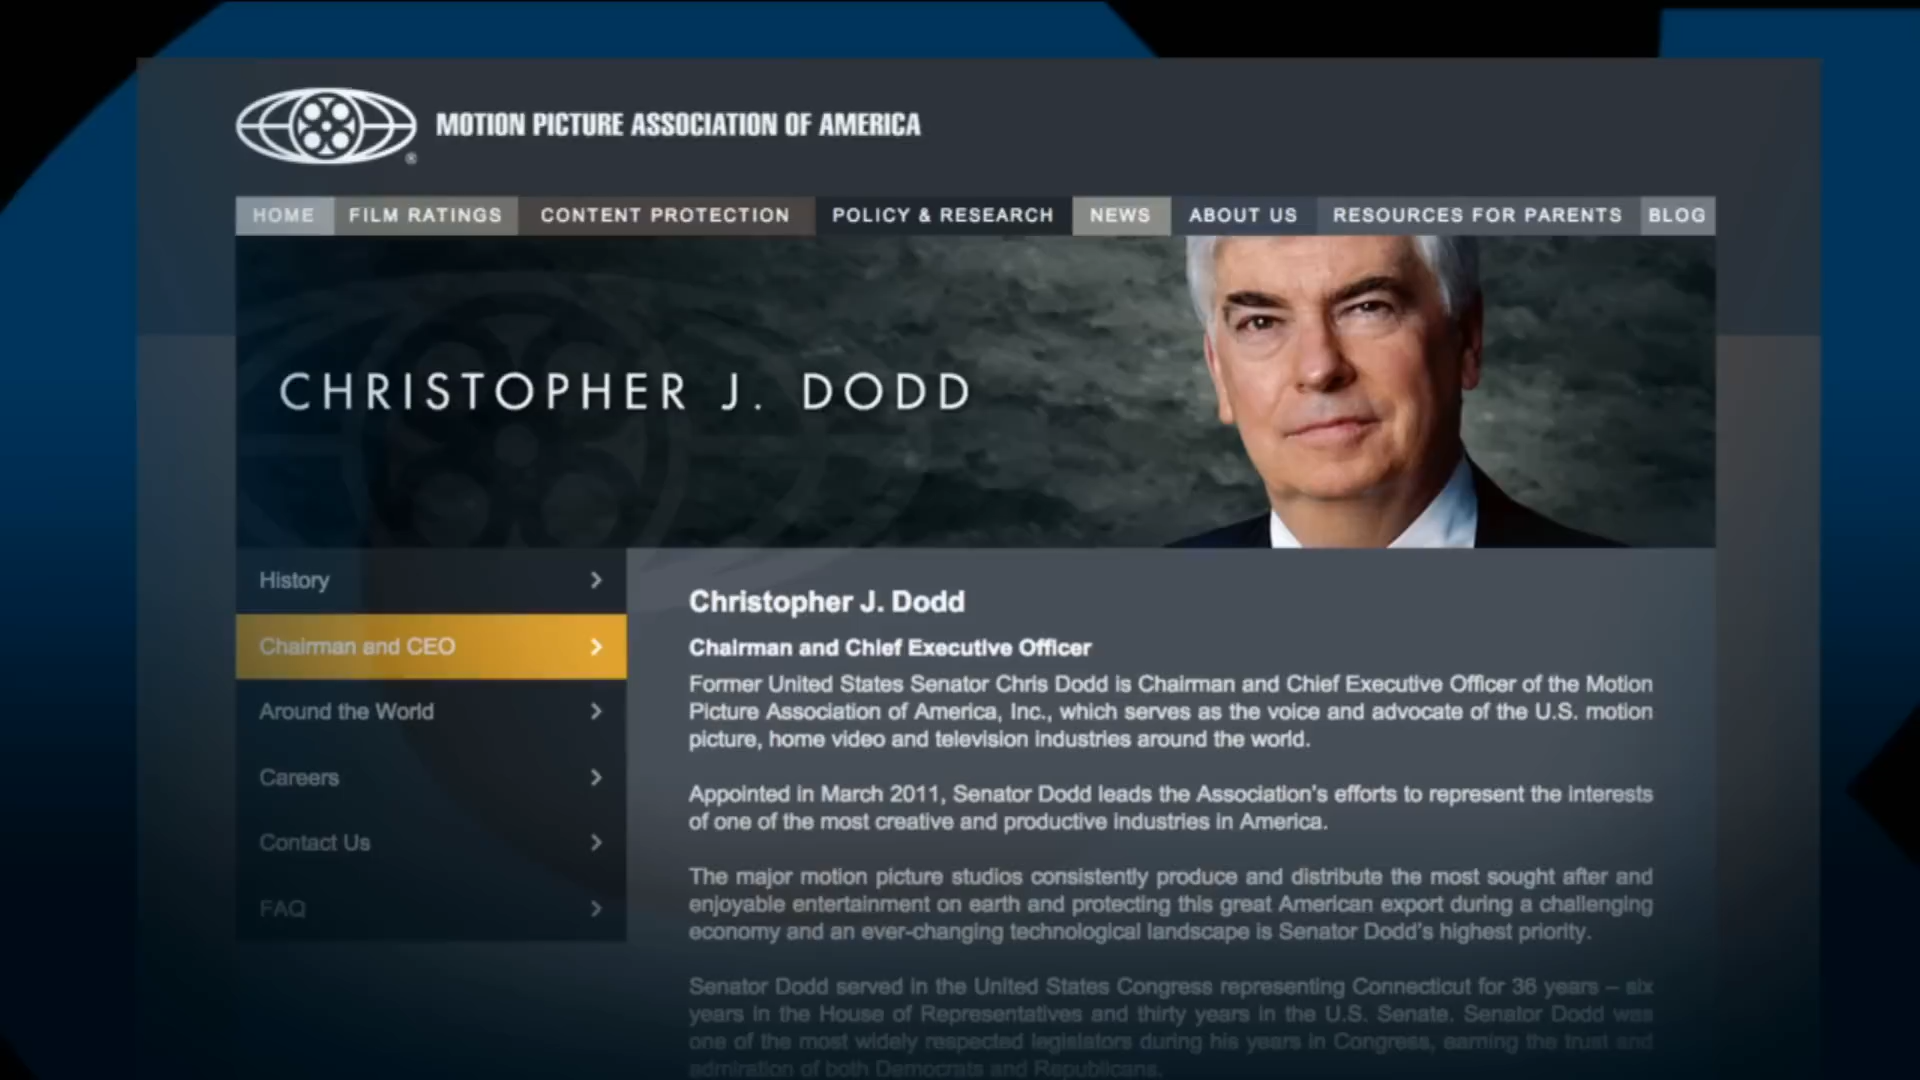 MOTION PICTURE ASSOCIATION OF AMERICA
HOME FILM RATINGS CONTENT PROTECTION POLICY & RESEARCH NEWS ABOUT US RESOURCES FOR PARENTS BLOG
CHRISTOPHER J. DODD
History
Chairman and CEO
Around the World
Careers
Contact Us
FAQ
Christopher J. Dodd
Chairman and Chief Executive Officer
Former United States Senator Chris Dodd is Chairman and Chief Executive Officer of the Motion
Picture Association of America, Inc., which serves as the voice and advocate of the U.S. motion
picture, home video and television industries around the world.
Appointed in March 2011, Senator Dodd leads the Association's efforts to represent the interests
of one of the most creative and productive industries in America.
The major motion picture studios consistently produce and distribute the most sought after and
enjoyable entertainment on earth and protecting this great American export during a challenging
economy and an ever-changing technological landscape is Senator Dodd's highest priority.
Senator Dodd served in the United States Congress representing Connecticut for 36 years – six
years in the House of Representatives and thirty years in the U.S. Senate. Senator Dodd was
one of the most widely respected legislators during his years in Congress, earning the trust and
admiration of both Democrats and Republicans.